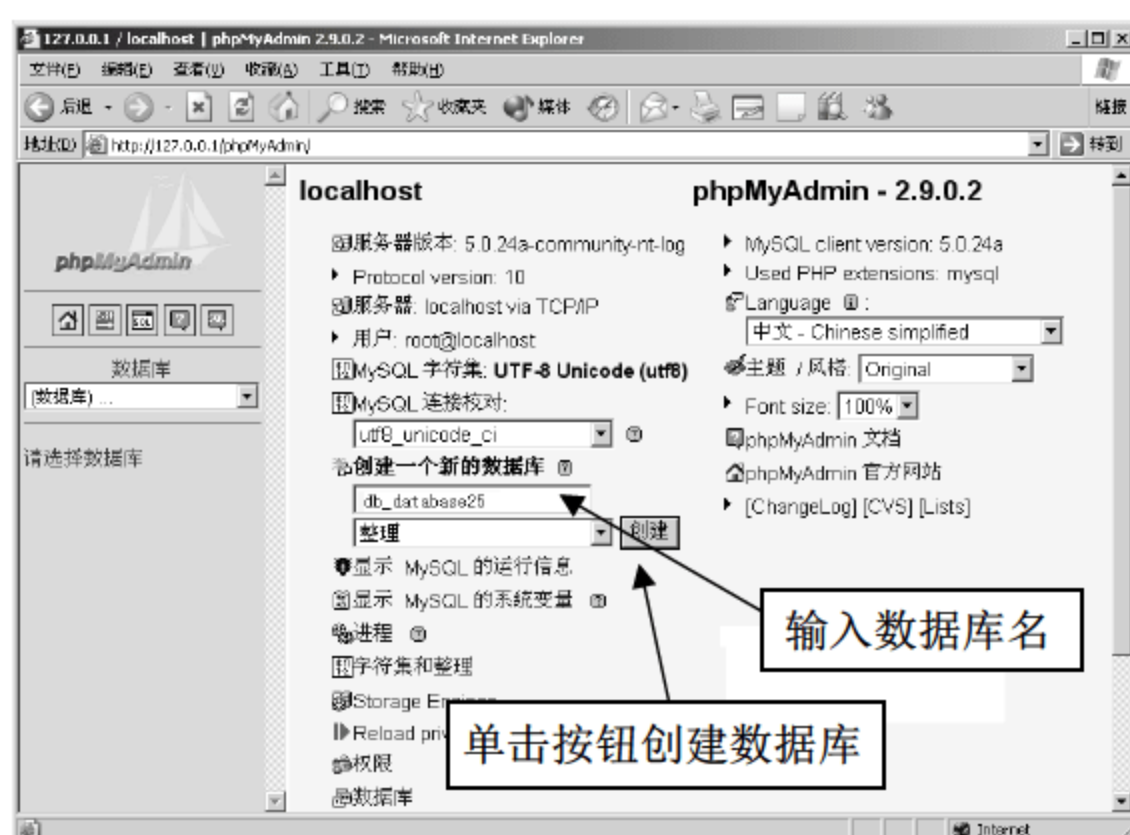 127.0.0.1 / localhost | phpMyAdmin 2.9.0.2 - Microsoft Internet Explorer
文件(F) 编辑(E) 查看(V) 收藏(A) 工具(T) 帮助(H)
后退 搜索 收藏夹 媒体 链接
地址(D) http://127.0.0.1/phpMyAdmin/ 转到
phpMyAdmin
SQL
数据库
(数据库) ...
请选择数据库
localhost
服务器版本: 5.0.24a-community-nt-log
Protocol version: 10
服务器: localhost via TCP/IP
用户: root@localhost
MySQL 字符集: UTF-8 Unicode (utf8)
MySQL 连接校对:
utf8_unicode_ci
创建一个新的数据库
db_database25
整理 创建
显示 MySQL 的运行信息
显示 MySQL 的系统变量
进程
字符集和整理
Storage
Reload
权限
数据库
phpMyAdmin - 2.9.0.2
MySQL client version: 5.0.24a
Used PHP extensions: mysql
Language :
中文 - Chinese simplified
主题 / 风格: Original
Font size: 100%
phpMyAdmin 文档
phpMyAdmin 官方网站
[ChangeLog] [CVS] [Lists]
输入数据库名
单击按钮创建数据库
Internet